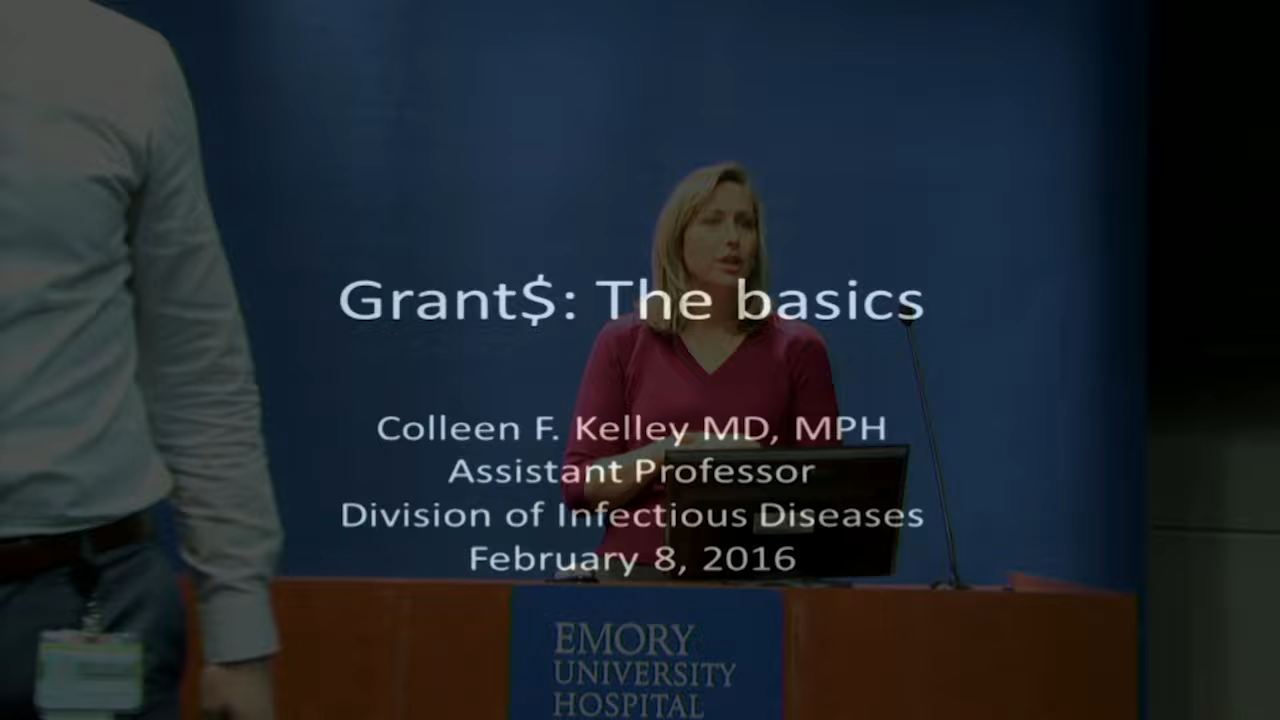 Grant$: The basics
Colleen F. Kelley MD, MPH
Assistant Professor
Division of Infectious Diseases
February 8, 2016
EMORY
UNIVERSITY
HOSPITAL